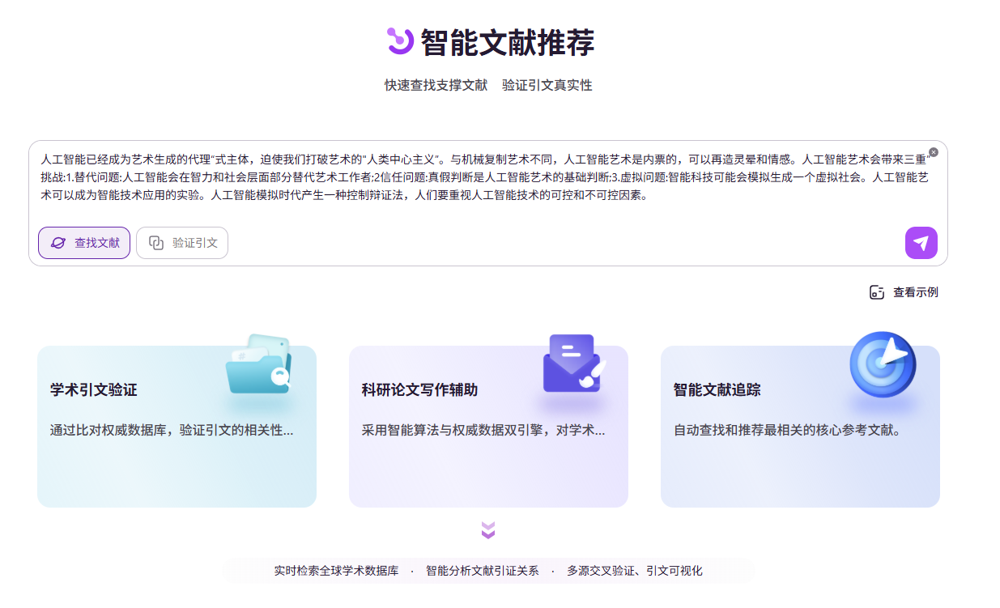 智能文献推荐
快速查找支撑文献 验证引文真实性
人工智能已经成为艺术生成的代理“式主体，迫使我们打破艺术的"人类中心主义”。与机械复制艺术不同，人工智能艺术是内票的，可以再造灵晕和情感。人工智能艺术会带来三重”
挑战:1.替代问题:人工智能会在智力和社会层面部分替代艺术工作者;2信任问题:真假判断是人工智能艺术的基础判断;3.虚拟问题:智能科技可能会模拟生成一个虚拟社会。人工智能艺
术可以成为智能技术应用的实验。人工智能模拟时代产生一种控制辩证法，人们要重视人工智能技术的可控和不可控因素。
查找文献 验证引文
查看示例
学术引文验证
通过比对权威数据库，验证引文的相关性...
科研论文写作辅助
采用智能算法与权威数据双引擎，对学术...
智能文献追踪
自动查找和推荐最相关的核心参考文献。
实时检索全球学术数据库 · 智能分析文献引证关系 · 多源交叉验证、引文可视化